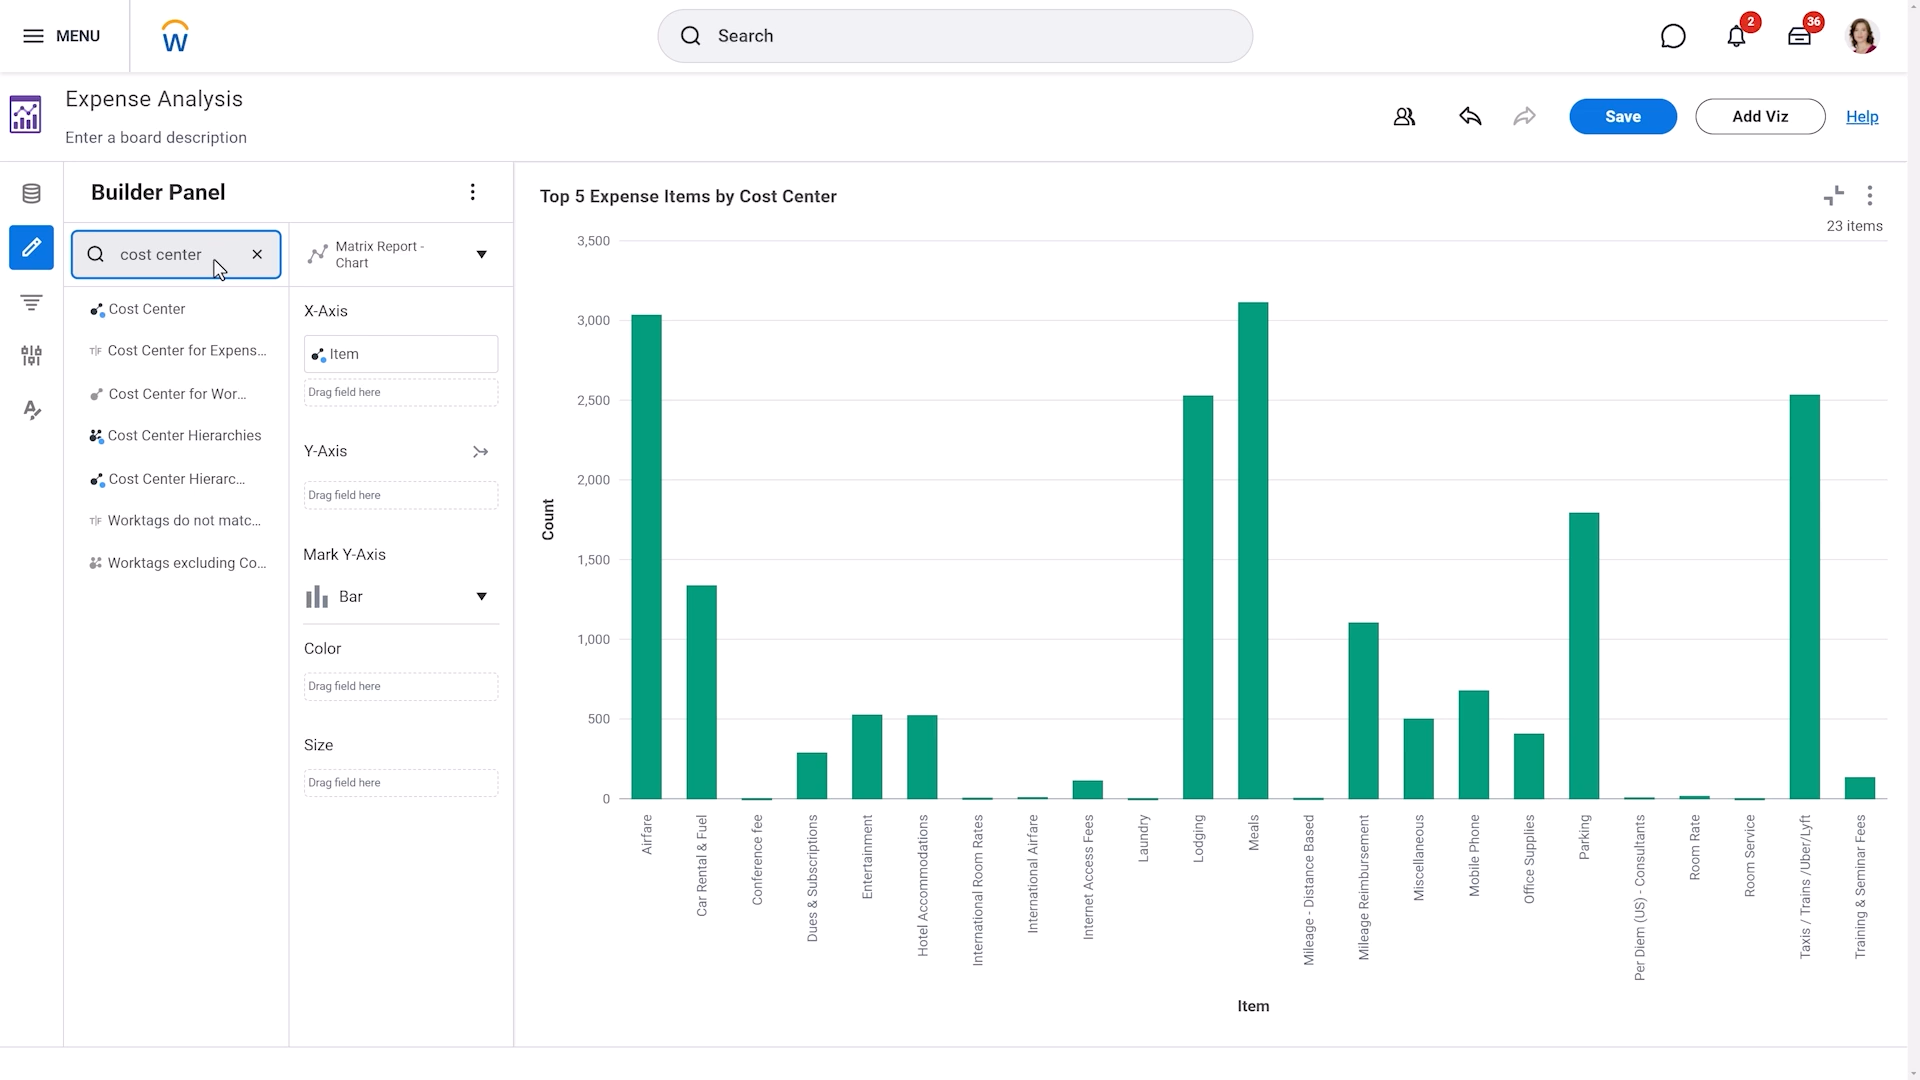 MENU
W
Search
2
36
Expense Analysis
Enter a board description
Save
Add Viz
Help
Builder Panel
cost center
Cost Center
Cost Center for Expens...
Cost Center for Wor...
Cost Center Hierarchies
Cost Center Hierarc...
Worktags do not matc...
Worktags excluding Co...
T|F
T|F
Matrix Report -
Chart
X-Axis
Item
Drag field here
Y-Axis
Drag field here
Mark Y-Axis
Bar
Color
Drag field here
Size
Drag field here
Top 5 Expense Items by Cost Center
23 items
3,500
3,000
2,500
2,000
1,500
1,000
500
0
Count
Airfare
Car Rental & Fuel
Conference fee
Dues & Subscriptions
Entertainment
Hotel Accommodations
International Room Rates
International Airfare
Internet Access Fees
Laundry
Lodging
Meals
Mileage - Distance Based
Mileage Reimbursement
Miscellaneous
Mobile Phone
Office Supplies
Parking
Per Diem (US) - Consultants
Room Rate
Room Service
Taxis / Trains /Uber/Lyft
Training & Seminar Fees
Item